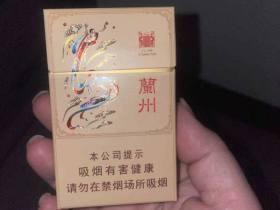 蘭州
本公司提示
吸烟有害健康
请勿在禁烟场所吸烟